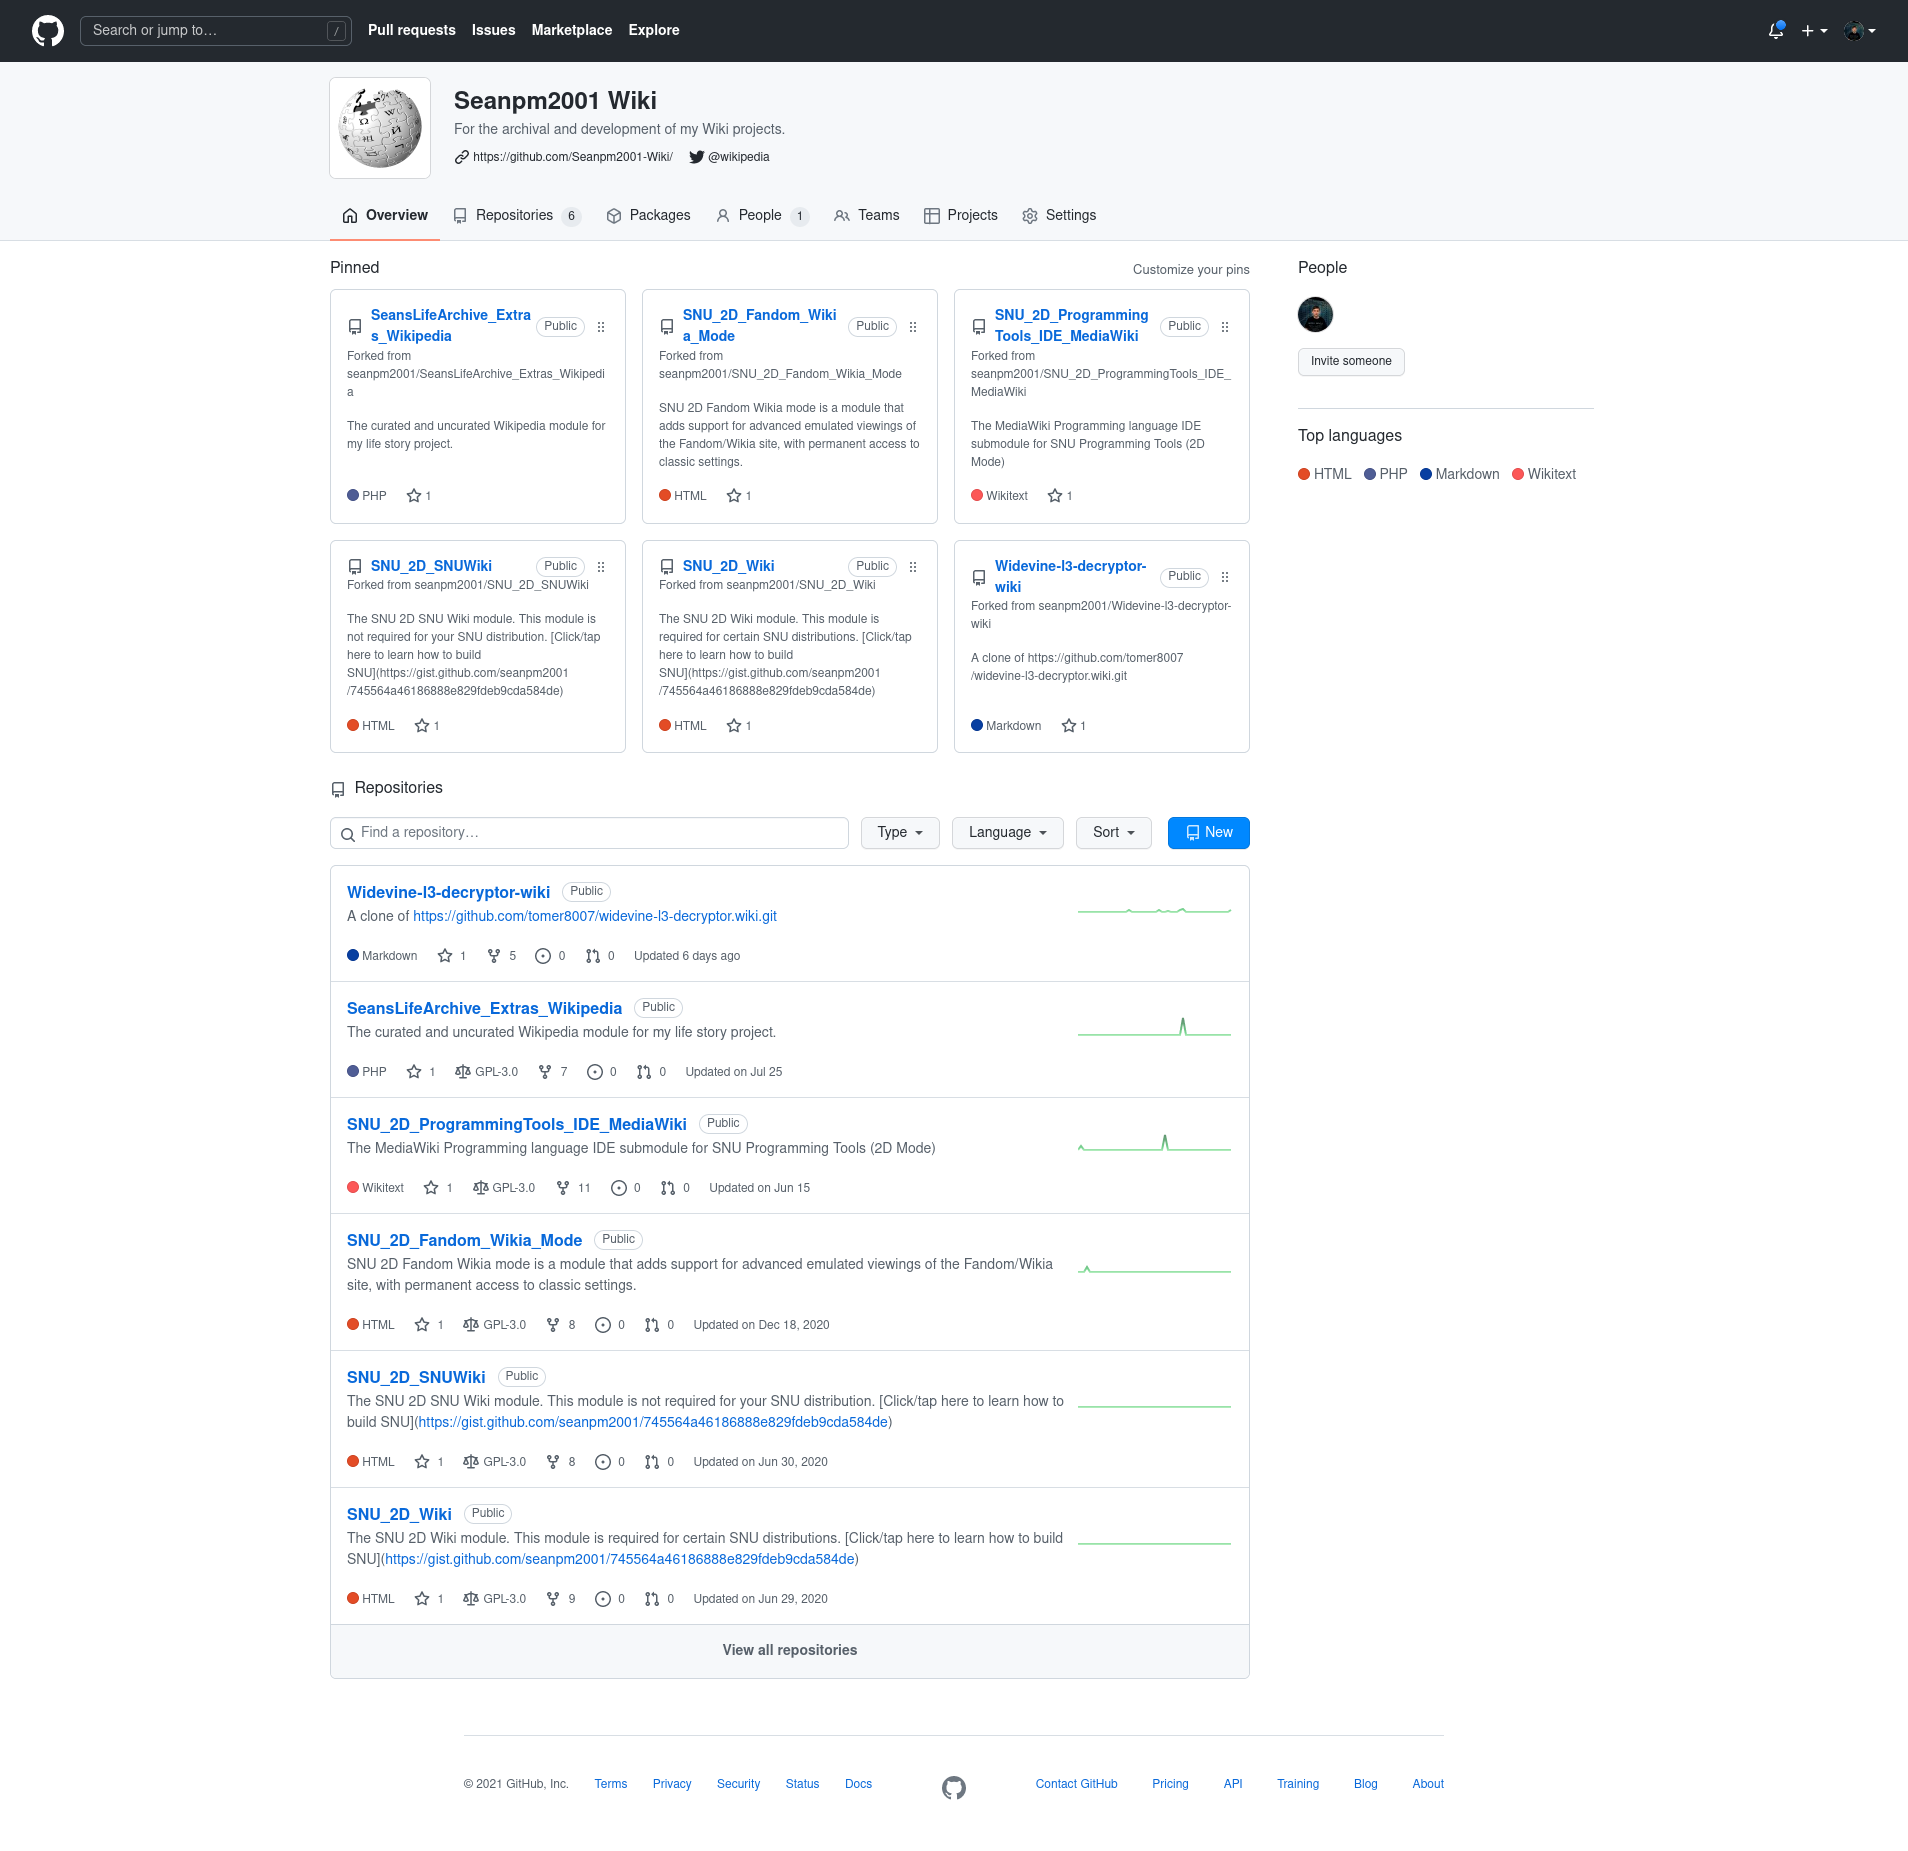 Search or jump to…
/
Pull requests
Issues
Marketplace
Explore
Seanpm2001 Wiki
For the archival and development of my Wiki projects.
https://github.com/Seanpm2001-Wiki/ @wikipedia
Overview
Repositories 6
Packages
People 1
Teams
Projects
Settings
Pinned
Customize your pins
SeansLifeArchive_Extra
s_Wikipedia
Public
Forked from
seanpm2001/SeansLifeArchive_Extras_Wikipedi
a
The curated and uncurated Wikipedia module for
my life story project.
PHP 1
SNU_2D_Fandom_Wiki
a_Mode
Public
Forked from
seanpm2001/SNU_2D_Fandom_Wikia_Mode
SNU 2D Fandom Wikia mode is a module that
adds support for advanced emulated viewings of
the Fandom/Wikia site, with permanent access to
classic settings.
HTML 1
SNU_2D_Programming
Tools_IDE_MediaWiki
Public
Forked from
seanpm2001/SNU_2D_ProgrammingTools_IDE_
MediaWiki
The MediaWiki Programming language IDE
submodule for SNU Programming Tools (2D
Mode)
Wikitext 1
SNU_2D_SNUWiki Public
Forked from seanpm2001/SNU_2D_SNUWiki
The SNU 2D SNU Wiki module. This module is
not required for your SNU distribution. [Click/tap
here to learn how to build
SNU](https://gist.github.com/seanpm2001
/745564a46186888e829fdeb9cda584de)
HTML 1
SNU_2D_Wiki Public
Forked from seanpm2001/SNU_2D_Wiki
The SNU 2D Wiki module. This module is
required for certain SNU distributions. [Click/tap
here to learn how to build
SNU](https://gist.github.com/seanpm2001
/745564a46186888e829fdeb9cda584de)
HTML 1
Widevine-l3-decryptor-
wiki
Public
Forked from seanpm2001/Widevine-l3-decryptor-
wiki
A clone of https://github.com/tomer8007
/widevine-l3-decryptor.wiki.git
Markdown 1
People
Invite someone
Top languages
HTML PHP Markdown Wikitext
Repositories
Find a repository…
Type
Language
Sort
New
Widevine-l3-decryptor-wiki Public
A clone of https://github.com/tomer8007/widevine-l3-decryptor.wiki.git
Markdown 1 5 0 0 Updated 6 days ago
SeansLifeArchive_Extras_Wikipedia Public
The curated and uncurated Wikipedia module for my life story project.
PHP 1 GPL-3.0 7 0 0 Updated on Jul 25
SNU_2D_ProgrammingTools_IDE_MediaWiki Public
The MediaWiki Programming language IDE submodule for SNU Programming Tools (2D Mode)
Wikitext 1 GPL-3.0 11 0 0 Updated on Jun 15
SNU_2D_Fandom_Wikia_Mode Public
SNU 2D Fandom Wikia mode is a module that adds support for advanced emulated viewings of the Fandom/Wikia
site, with permanent access to classic settings.
HTML 1 GPL-3.0 8 0 0 Updated on Dec 18, 2020
SNU_2D_SNUWiki Public
The SNU 2D SNU Wiki module. This module is not required for your SNU distribution. [Click/tap here to learn how to
build SNU](https://gist.github.com/seanpm2001/745564a46186888e829fdeb9cda584de)
HTML 1 GPL-3.0 8 0 0 Updated on Jun 30, 2020
SNU_2D_Wiki Public
The SNU 2D Wiki module. This module is required for certain SNU distributions. [Click/tap here to learn how to build
SNU](https://gist.github.com/seanpm2001/745564a46186888e829fdeb9cda584de)
HTML 1 GPL-3.0 9 0 0 Updated on Jun 29, 2020
View all repositories
© 2021 GitHub, Inc. Terms Privacy Security Status Docs Contact GitHub Pricing API Training Blog About